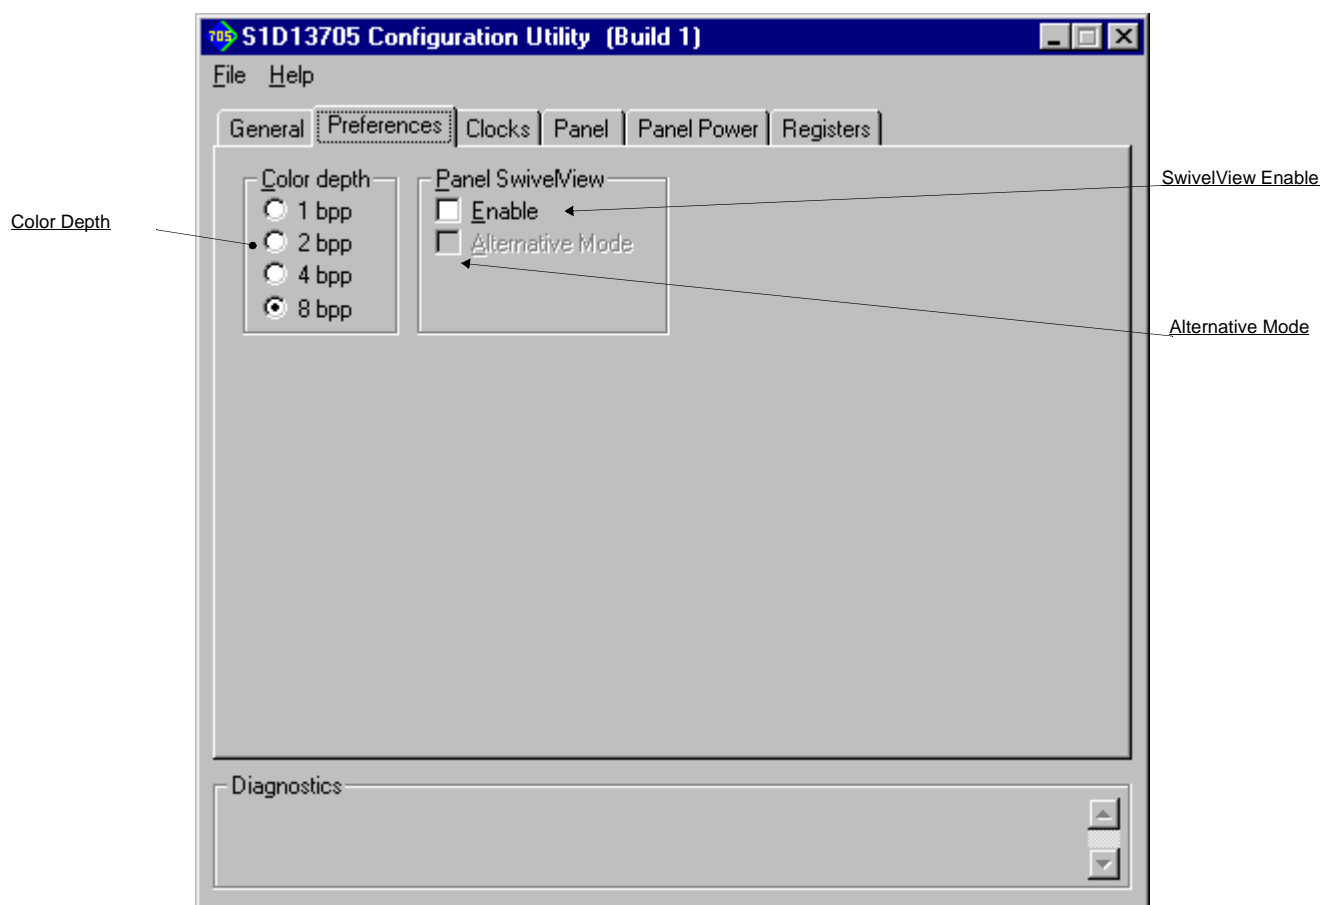 705 S1D13705 Configuration Utility (Build 1)
File Help
General Preferences Clocks Panel Panel Power Registers
Color depth
1 bpp
2 bpp
4 bpp
8 bpp
Panel SwivelView
Enable
Alternative Mode
Color Depth
SwivelView Enable
Alternative Mode
Diagnostics